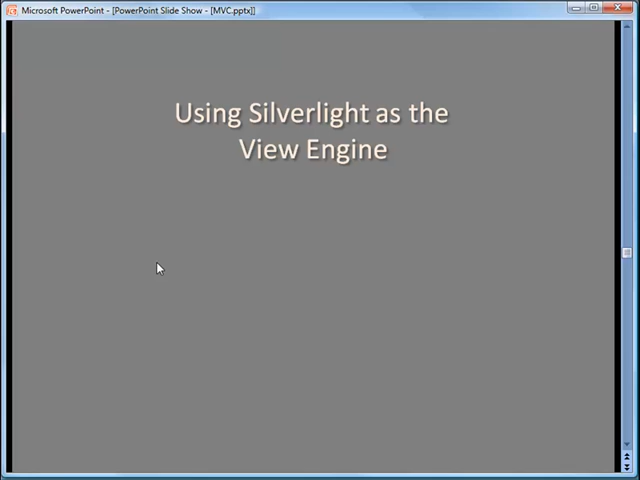 Microsoft PowerPoint - [PowerPoint Slide Show - [MVC.pptx]]
Using Silverlight as the
View Engine